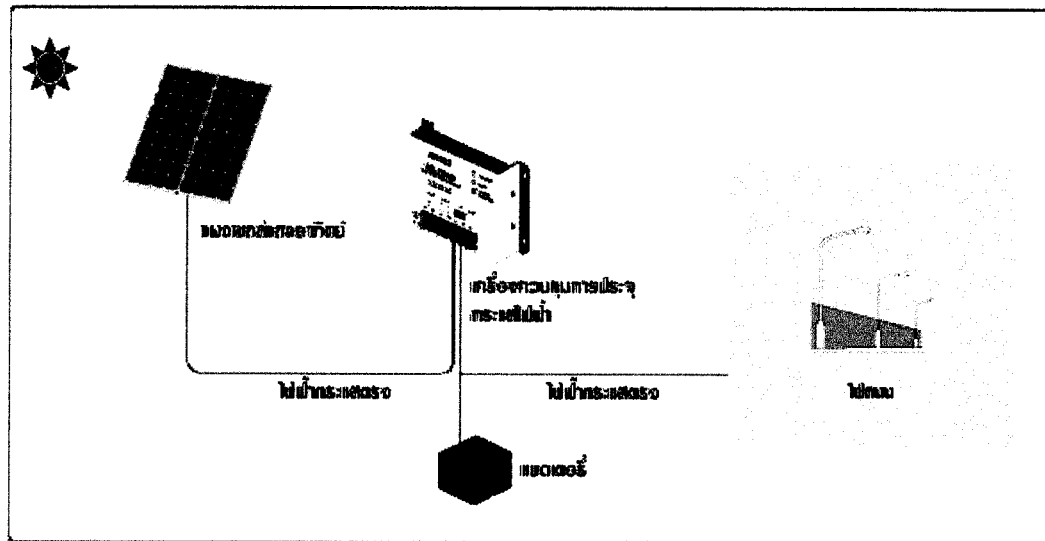 แผงเซลล์แสงอาทิตย์
เครื่องควบคุมการประจุ
กระแสไฟฟ้า
ไฟฟ้ากระแสตรง
ไฟฟ้ากระแสตรง
ไฟถนน
แบตเตอรี่